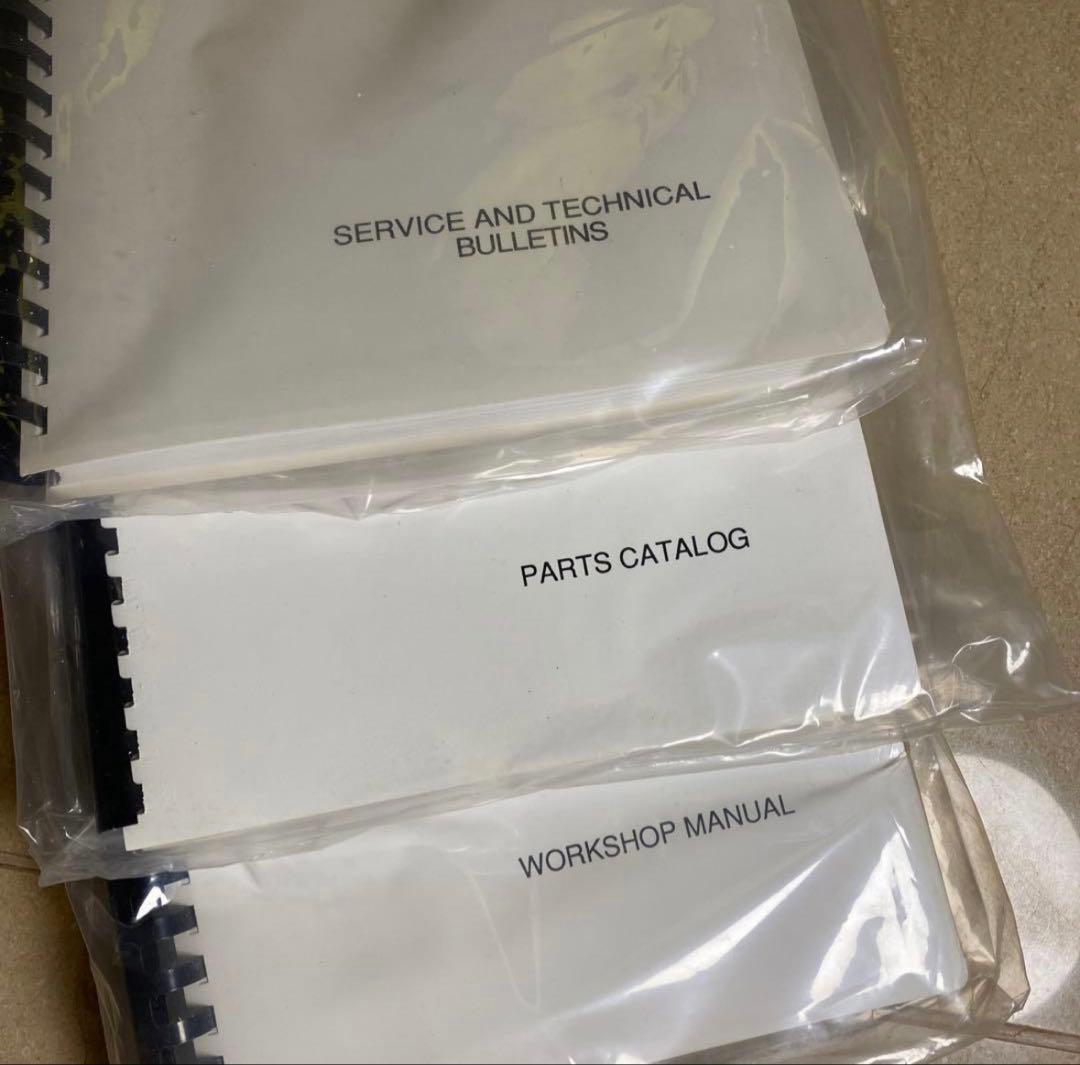 SERVICE AND TECHNICAL
BULLETINS
PARTS CATALOG
WORKSHOP MANUAL